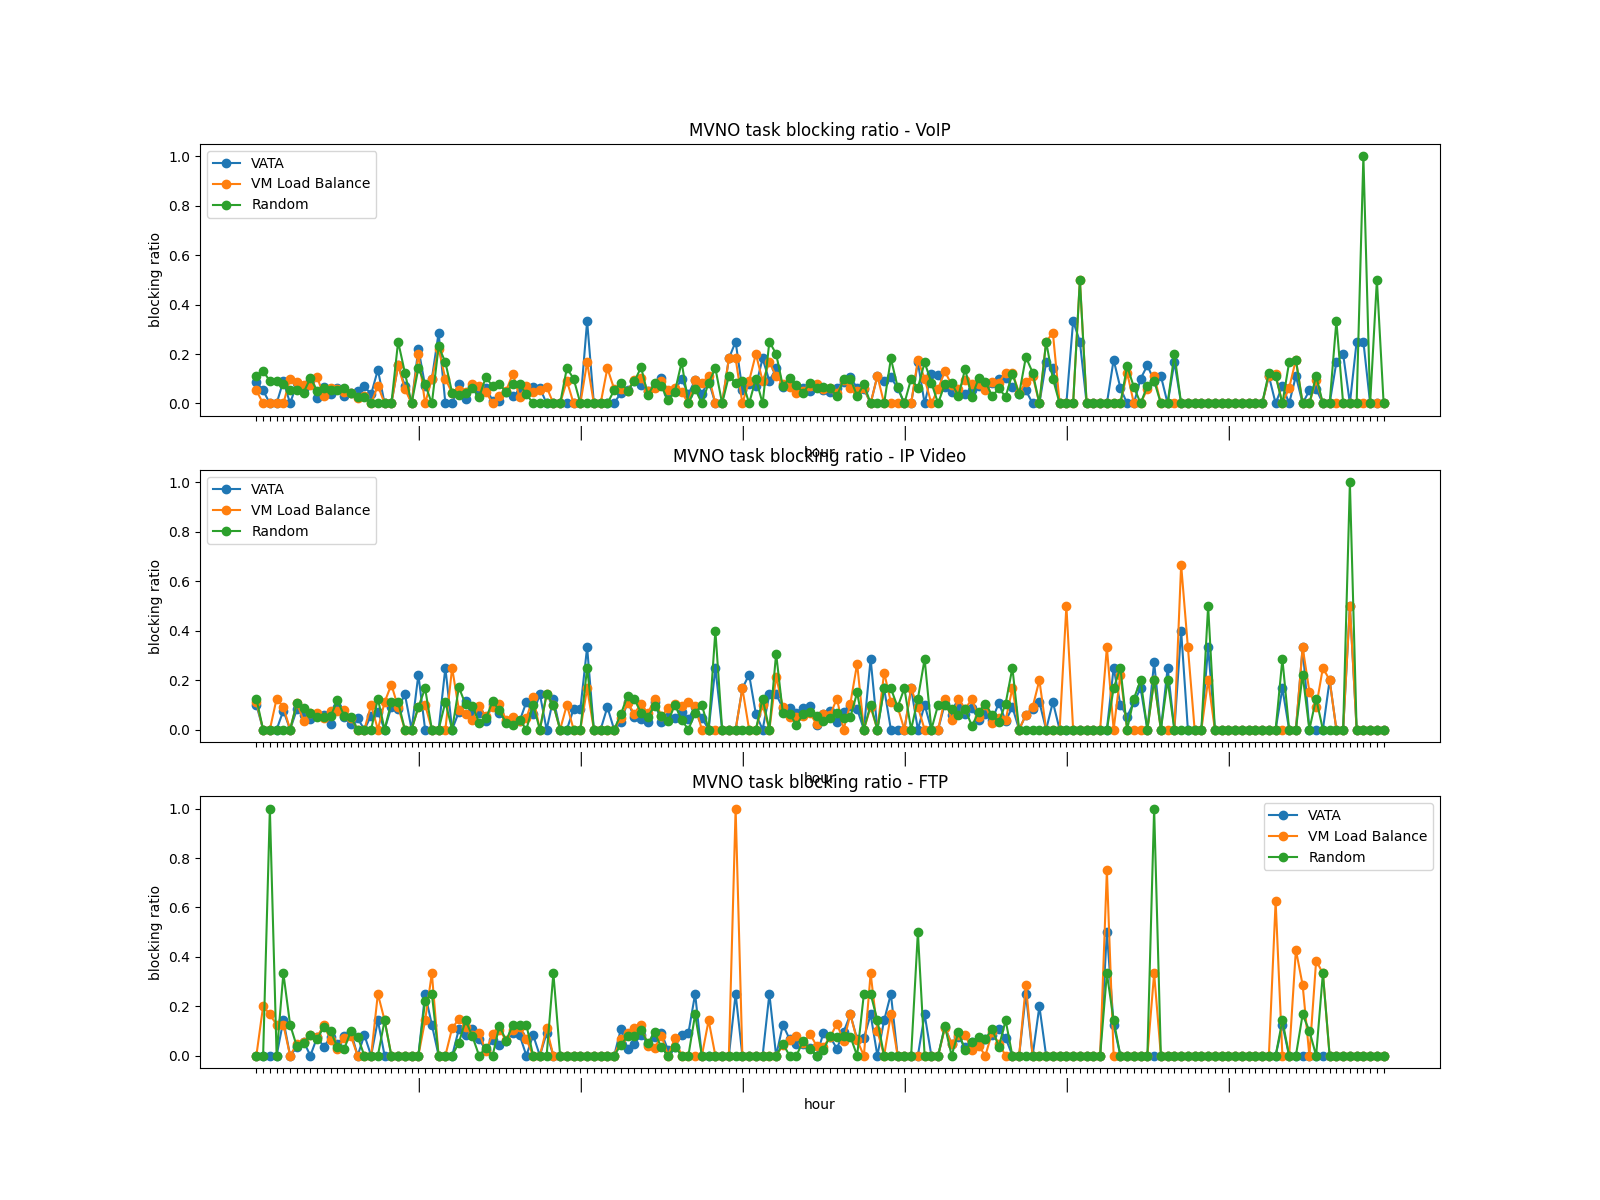 MVNO task blocking ratio - VoIP
1.0
0.8
0.6
0.4
0.2
0.0
blocking ratio
VATA
VM Load Balance
Random
hour
MVNO task blocking ratio - IP Video
1.0
0.8
0.6
0.4
0.2
0.0
blocking ratio
VATA
VM Load Balance
Random
hour
MVNO task blocking ratio - FTP
1.0
0.8
0.6
0.4
0.2
0.0
blocking ratio
VATA
VM Load Balance
Random
hour